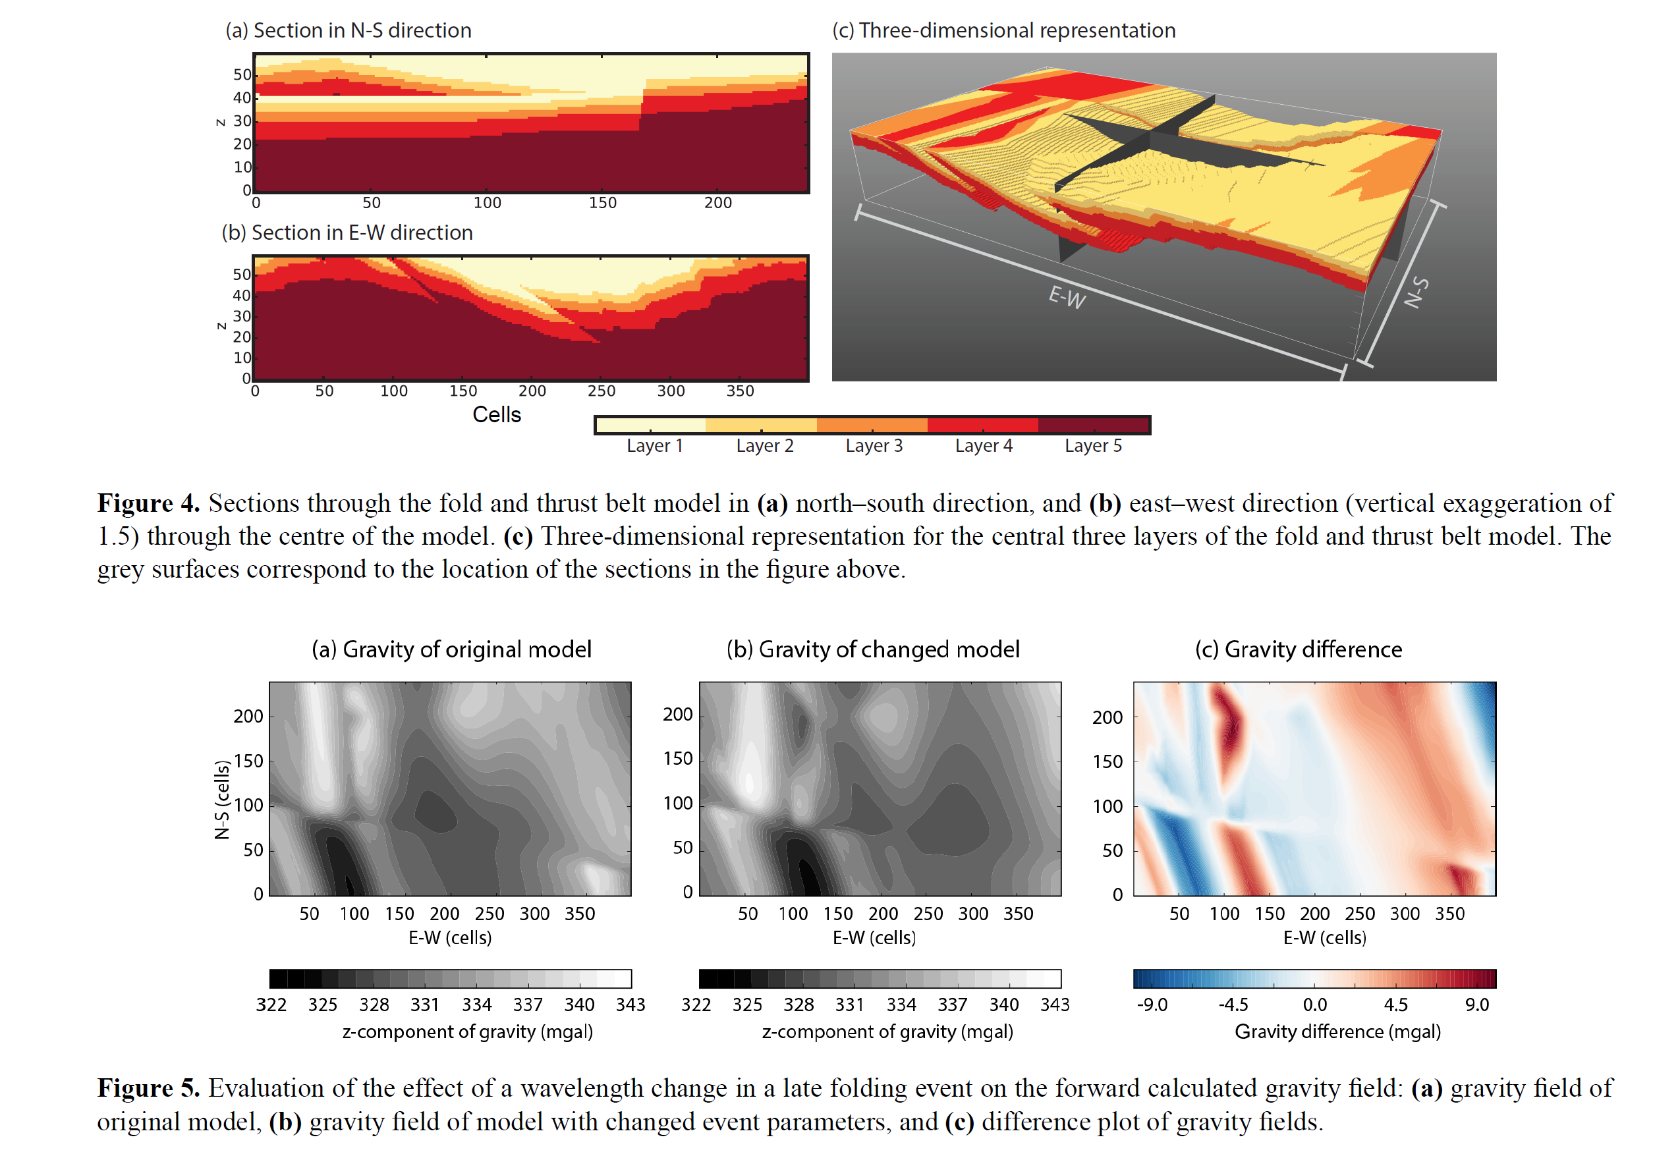 (a) Section in N-S direction
50
40
30
20
10
0
z
0 50 100 150 200
(b) Section in E-W direction
50
40
30
20
10
0
z
0 50 100 150 200 250 300 350
Cells
(c) Three-dimensional representation
E-W
N-S
Layer 1 Layer 2 Layer 3 Layer 4 Layer 5
Figure 4. Sections through the fold and thrust belt model in (a) north–south direction, and (b) east–west direction (vertical exaggeration of
1.5) through the centre of the model. (c) Three-dimensional representation for the central three layers of the fold and thrust belt model. The
grey surfaces correspond to the location of the sections in the figure above.
(a) Gravity of original model
200
150
100
50
0
N-S (cells)
50 100 150 200 250 300 350
E-W (cells)
322 325 328 331 334 337 340 343
z-component of gravity (mgal)
(b) Gravity of changed model
200
150
100
50
0
50 100 150 200 250 300 350
E-W (cells)
322 325 328 331 334 337 340 343
z-component of gravity (mgal)
(c) Gravity difference
200
150
100
50
0
50 100 150 200 250 300 350
E-W (cells)
-9.0 -4.5 0.0 4.5 9.0
Gravity difference (mgal)
Figure 5. Evaluation of the effect of a wavelength change in a late folding event on the forward calculated gravity field: (a) gravity field of
original model, (b) gravity field of model with changed event parameters, and (c) difference plot of gravity fields.